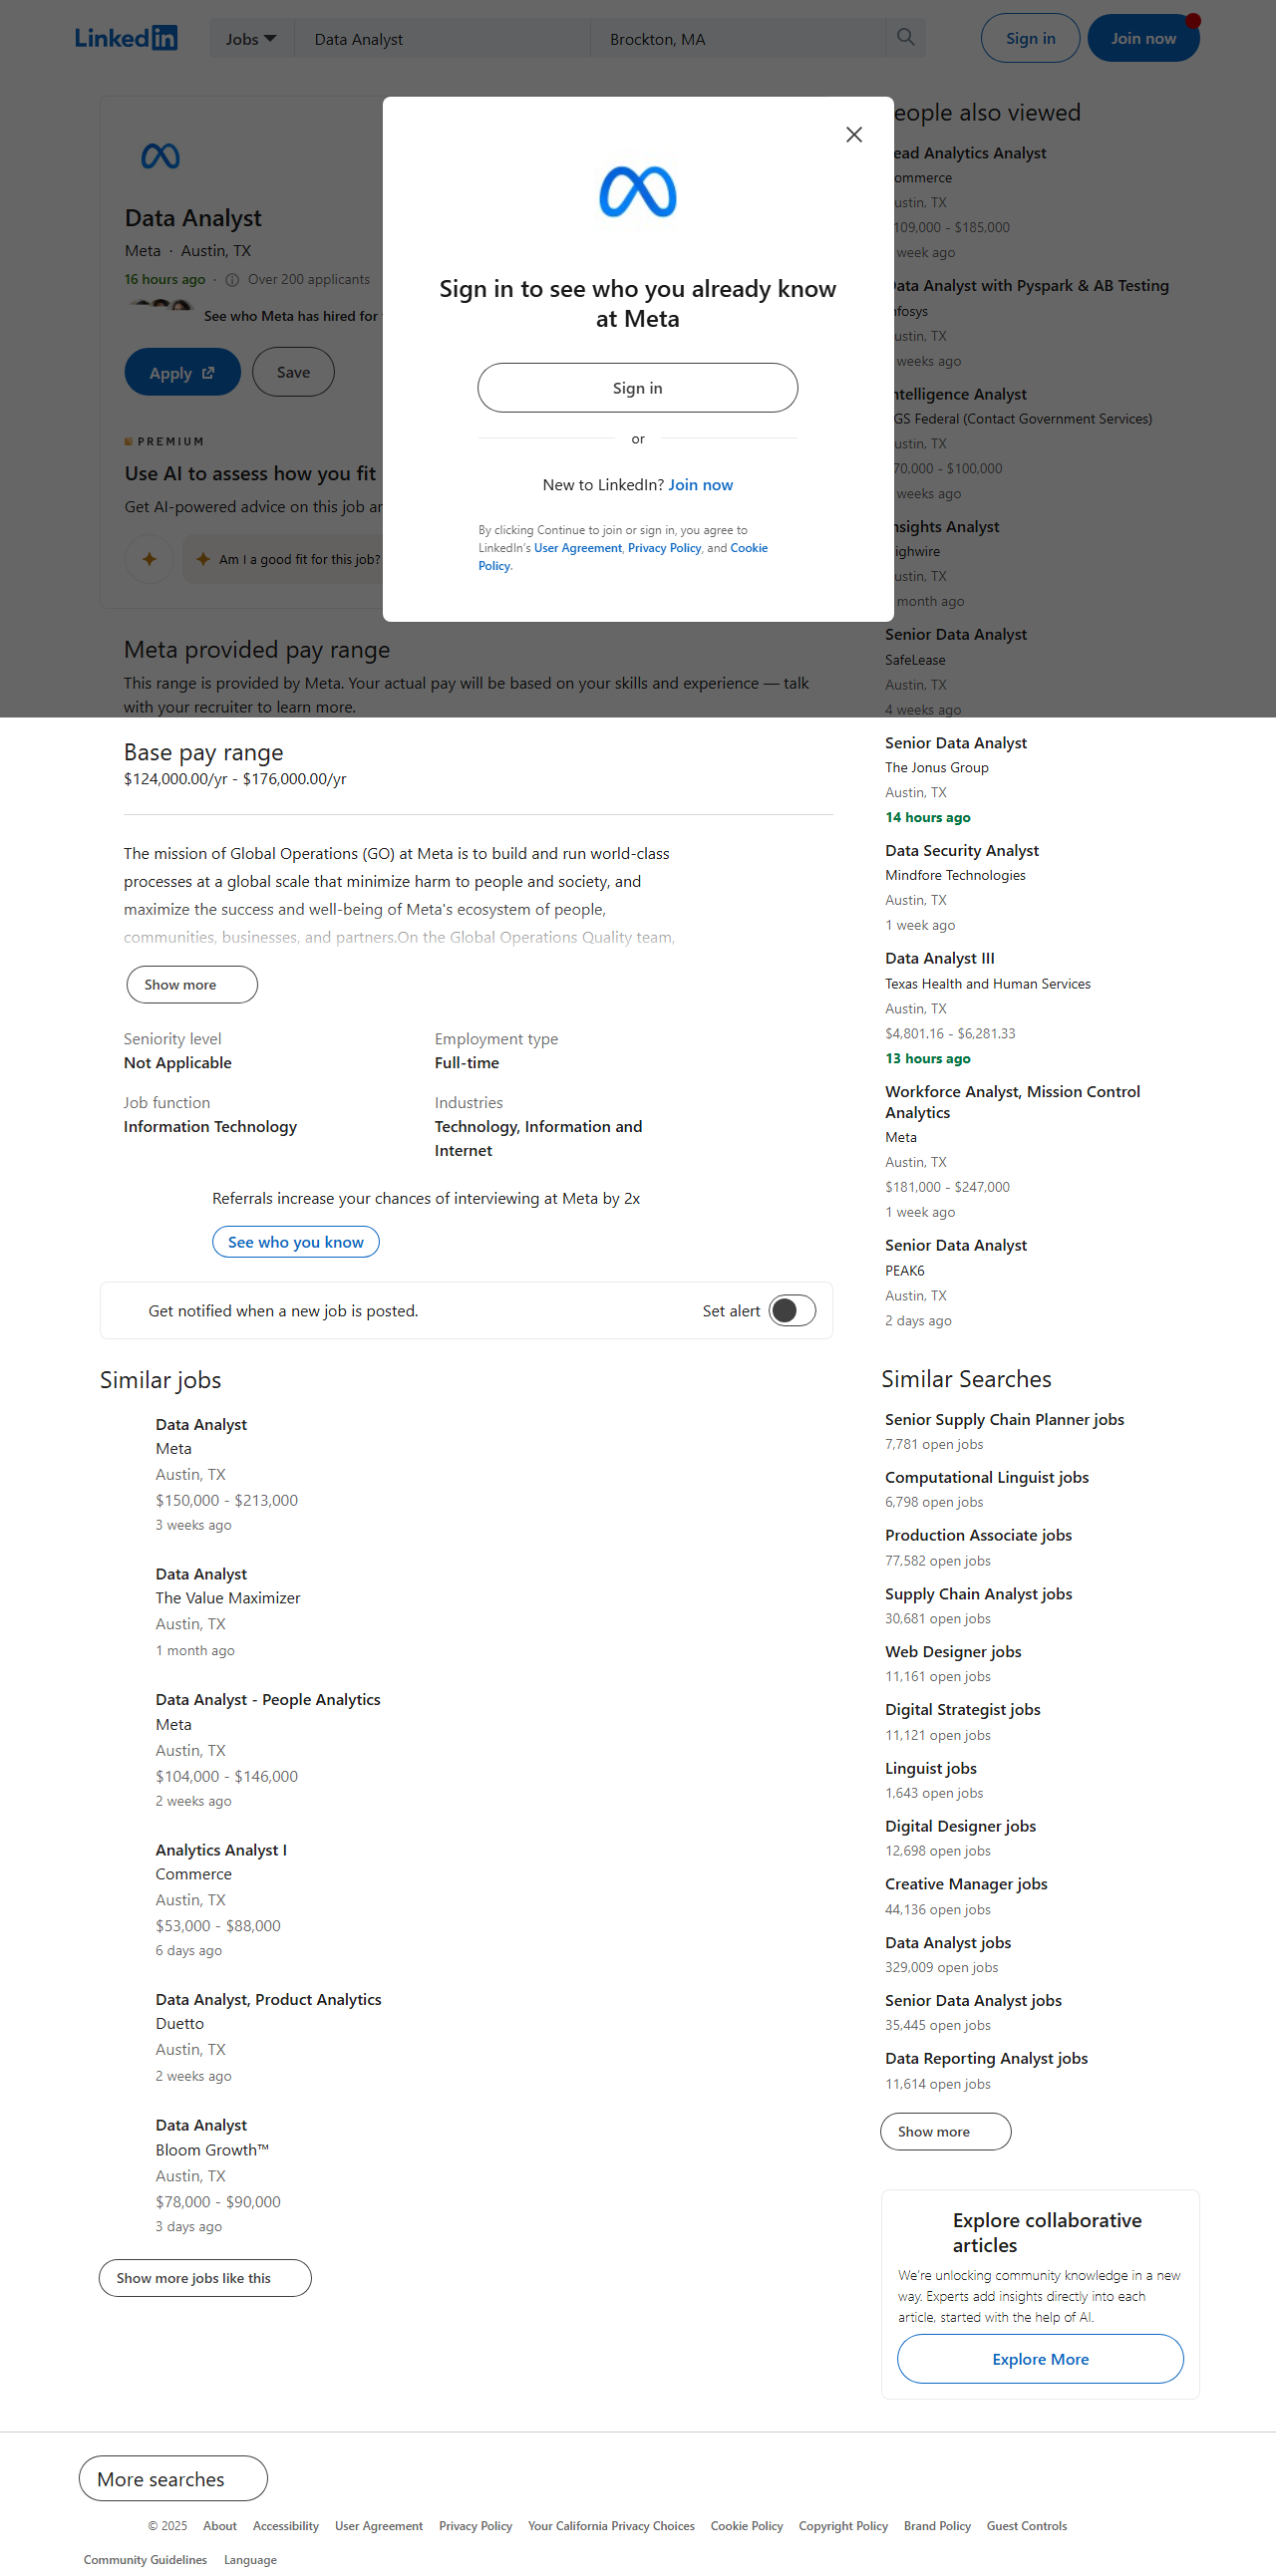 LinkedIn
Jobs
Data Analyst
Brockton, MA
Sign in
Join now
Data Analyst
Meta · Austin, TX
16 hours ago · Over 200 applicants
See who Meta has hired for
Apply
Save
PREMIUM
Use AI to assess how you fit
Get AI-powered advice on this job
Am I a good fit for this job?
Sign in to see who you already know
at Meta
Sign in
or
New to LinkedIn? Join now
By clicking Continue to join or sign in, you agree to
LinkedIn's User Agreement, Privacy Policy, and Cookie
Policy.
Meta provided pay range
This range is provided by Meta. Your actual pay will be based on your skills and experience — talk
with your recruiter to learn more.
Base pay range
$124,000.00/yr - $176,000.00/yr
The mission of Global Operations (GO) at Meta is to build and run world-class
processes at a global scale that minimize harm to people and society, and
maximize the success and well-being of Meta's ecosystem of people,
communities, businesses, and partners.On the Global Operations Quality team,
Show more
Seniority level
Not Applicable
Employment type
Full-time
Job function
Information Technology
Industries
Technology, Information and
Internet
Referrals increase your chances of interviewing at Meta by 2x
See who you know
Get notified when a new job is posted.
Set alert
Similar jobs
Data Analyst
Meta
Austin, TX
$150,000 - $213,000
3 weeks ago
Data Analyst
The Value Maximizer
Austin, TX
1 month ago
Data Analyst - People Analytics
Meta
Austin, TX
$104,000 - $146,000
2 weeks ago
Analytics Analyst I
Commerce
Austin, TX
$53,000 - $88,000
6 days ago
Data Analyst, Product Analytics
Duetto
Austin, TX
2 weeks ago
Data Analyst
Bloom Growth™
Austin, TX
$78,000 - $90,000
3 days ago
Show more jobs like this
eople also viewed
ead Analytics Analyst
ommerce
ustin, TX
109,000 - $185,000
week ago
ata Analyst with Pyspark & AB Testing
nfosys
ustin, TX
weeks ago
ntelligence Analyst
GS Federal (Contact Government Services)
ustin, TX
70,000 - $100,000
weeks ago
nsights Analyst
ighwire
ustin, TX
month ago
Senior Data Analyst
SafeLease
Austin, TX
4 weeks ago
Senior Data Analyst
The Jonus Group
Austin, TX
14 hours ago
Data Security Analyst
Mindfore Technologies
Austin, TX
1 week ago
Data Analyst III
Texas Health and Human Services
Austin, TX
$4,801.16 - $6,281.33
13 hours ago
Workforce Analyst, Mission Control
Analytics
Meta
Austin, TX
$181,000 - $247,000
1 week ago
Senior Data Analyst
PEAK6
Austin, TX
2 days ago
Similar Searches
Senior Supply Chain Planner jobs
7,781 open jobs
Computational Linguist jobs
6,798 open jobs
Production Associate jobs
77,582 open jobs
Supply Chain Analyst jobs
30,681 open jobs
Web Designer jobs
11,161 open jobs
Digital Strategist jobs
11,121 open jobs
Linguist jobs
1,643 open jobs
Digital Designer jobs
12,698 open jobs
Creative Manager jobs
44,136 open jobs
Data Analyst jobs
329,009 open jobs
Senior Data Analyst jobs
35,445 open jobs
Data Reporting Analyst jobs
11,614 open jobs
Show more
Explore collaborative
articles
We're unlocking community knowledge in a new
way. Experts add insights directly into each
article, started with the help of AI.
Explore More
More searches
© 2025 About Accessibility User Agreement Privacy Policy Your California Privacy Choices Cookie Policy Copyright Policy Brand Policy Guest Controls
Community Guidelines Language